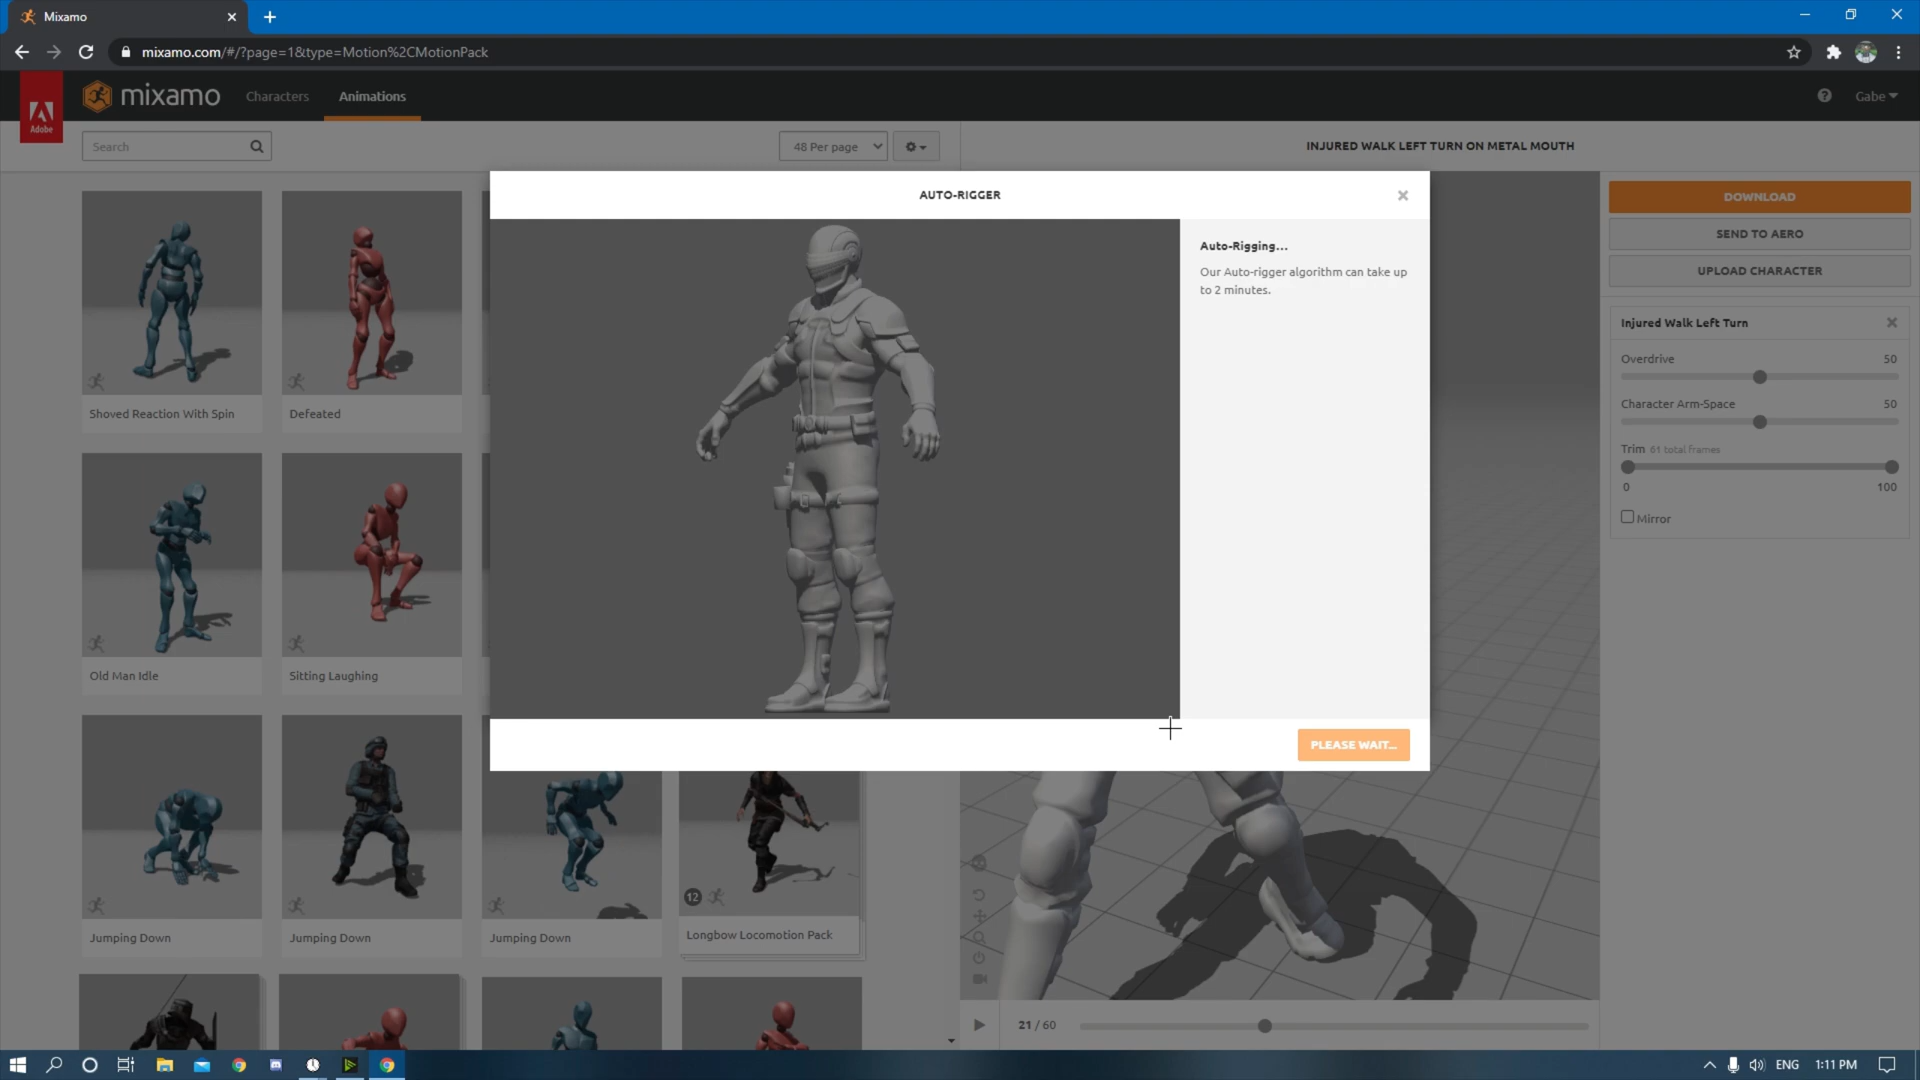 Mixamo
mixamo.com/#/?page=1&type=Motion%2CMotionPack
Adobe
mixamo
Characters
Animations
Gabe
Search
48 Per page
INJURED WALK LEFT TURN ON METAL MOUTH
AUTO-RIGGER
Auto-Rigging...
Our Auto-rigger algorithm can take up
to 2 minutes.
PLEASE WAIT...
DOWNLOAD
SEND TO AERO
UPLOAD CHARACTER
Injured Walk Left Turn
Overdrive 50
Character Arm-Space 50
Trim 61 total frames
0 100
Mirror
Shoved Reaction With Spin
Defeated
Old Man Idle
Sitting Laughing
12
Jumping Down
Jumping Down
Jumping Down
Longbow Locomotion Pack
21 / 60
ENG
1:11 PM